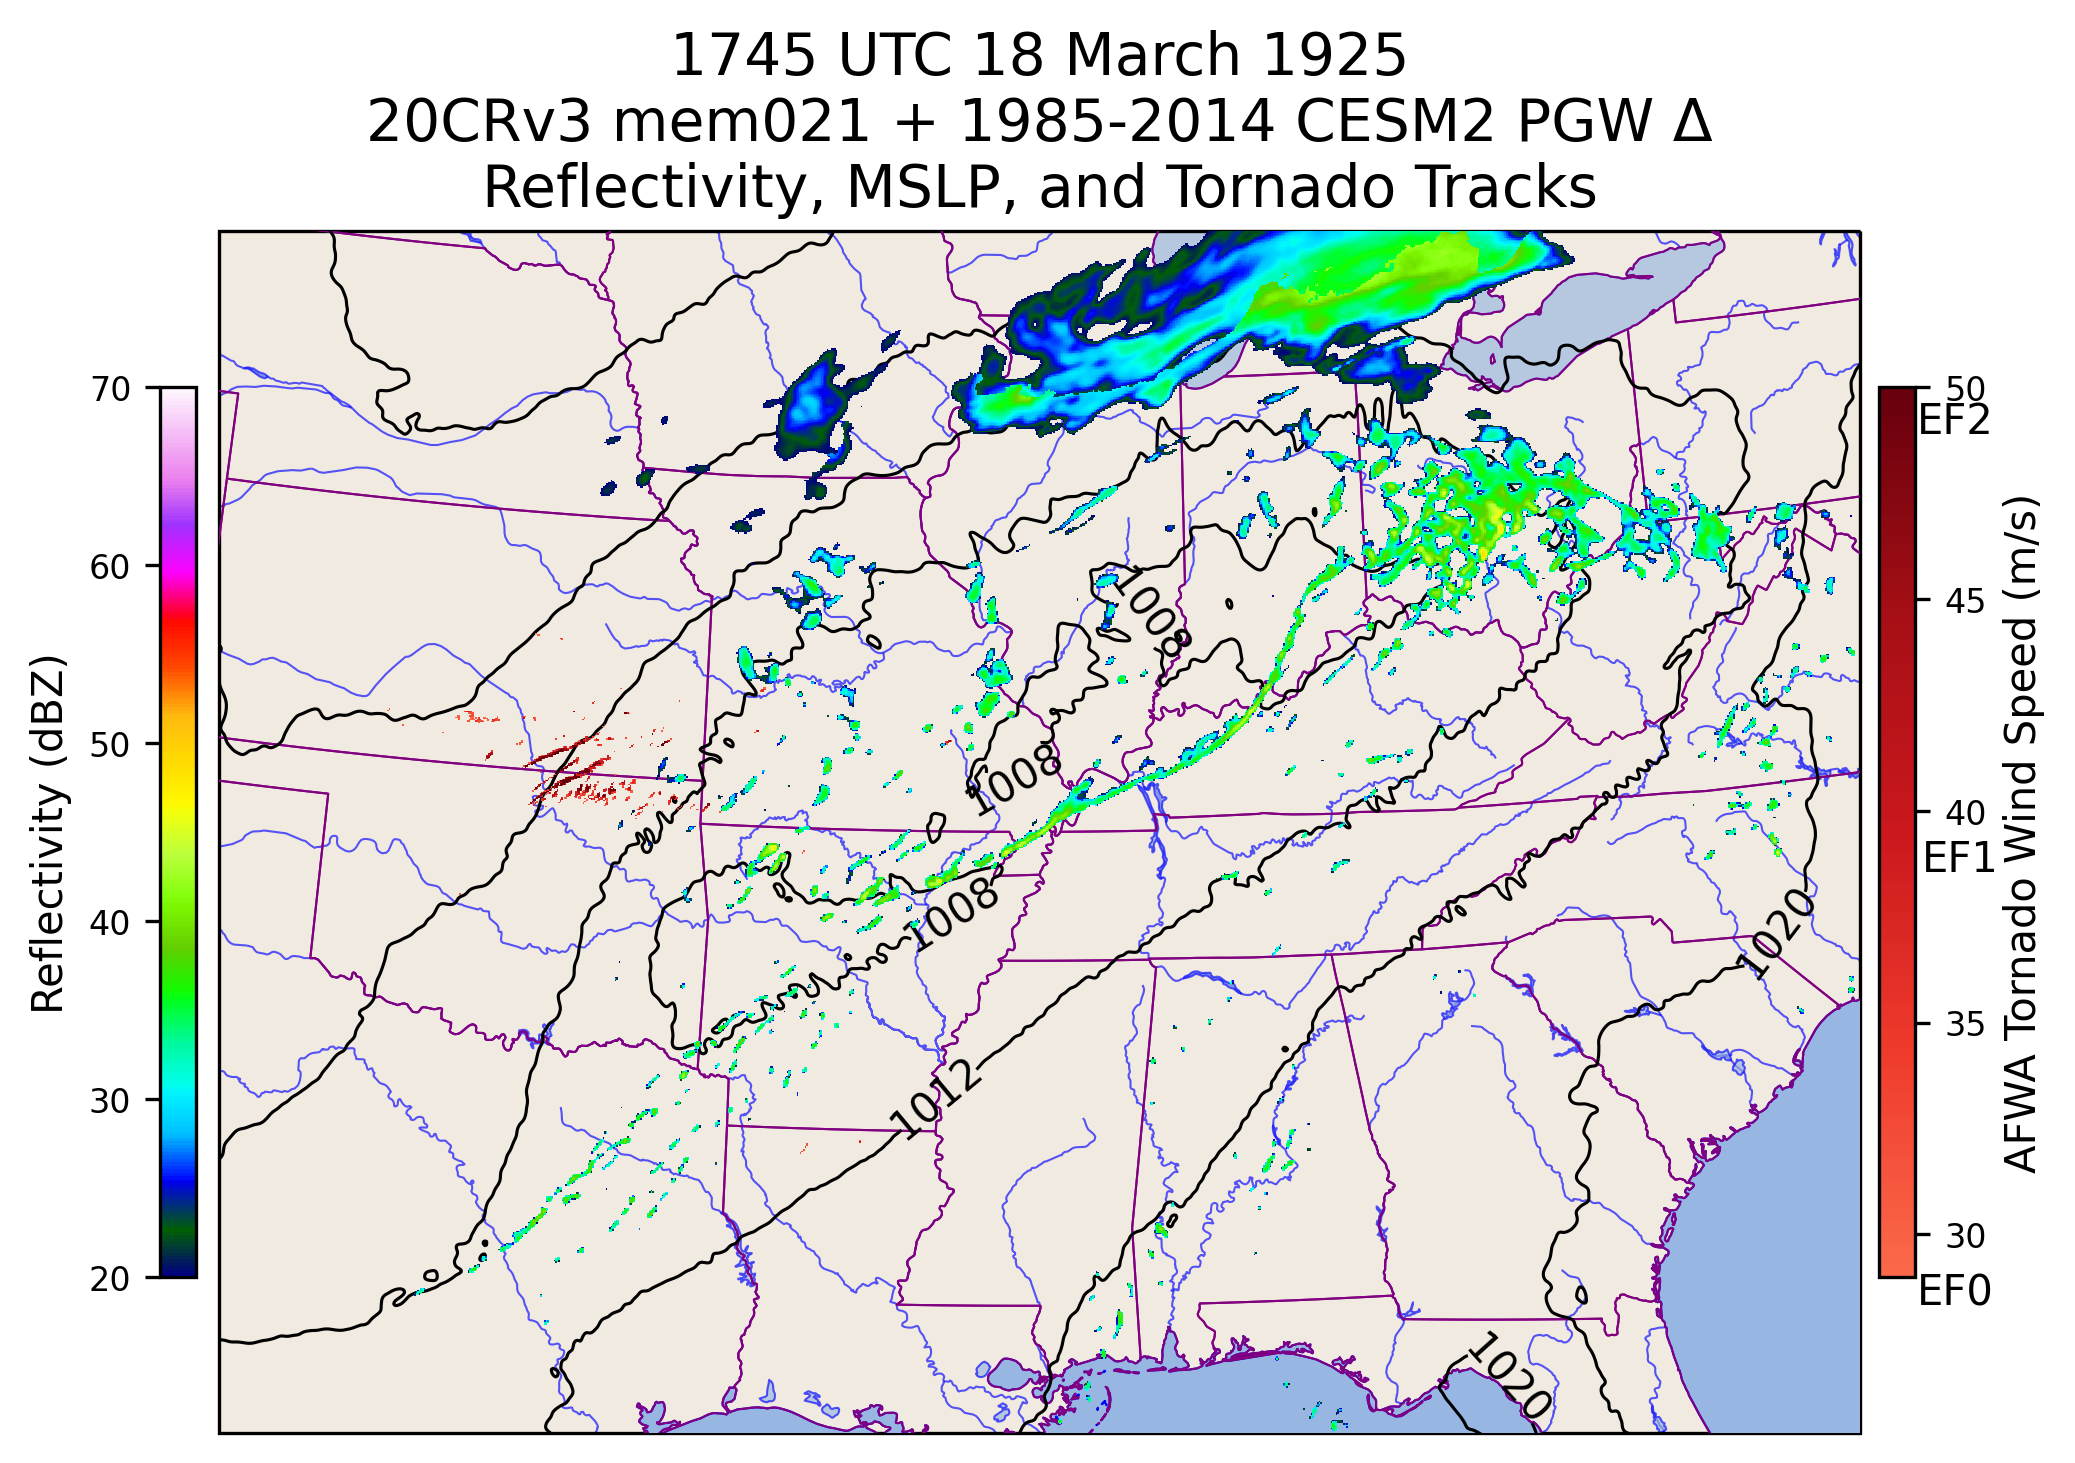 1745 UTC 18 March 1925
20CRv3 mem021 + 1985-2014 CESM2 PGW Δ
Reflectivity, MSLP, and Tornado Tracks
70
60
50
40
30
20
Reflectivity (dBZ)
1008
1008
1008
1012
1020
1020
50
EF2
45
40
EF1
35
30
EF0
AFWA Tornado Wind Speed (m/s)